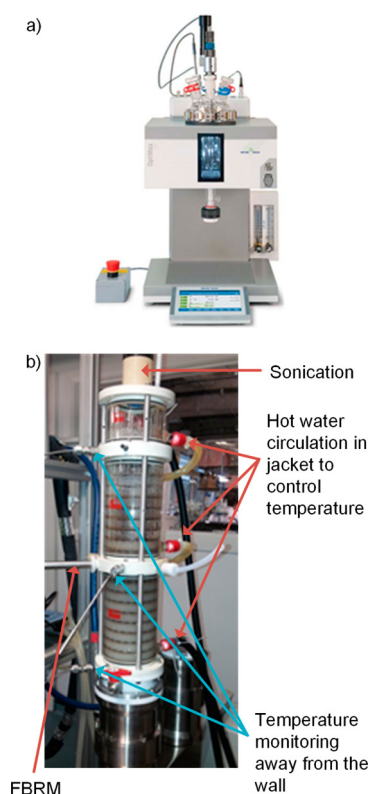 a)
b)
Sonication
Hot water
circulation in
jacket to
control
temperature
Temperature
monitoring
away from the
wall
FBRM